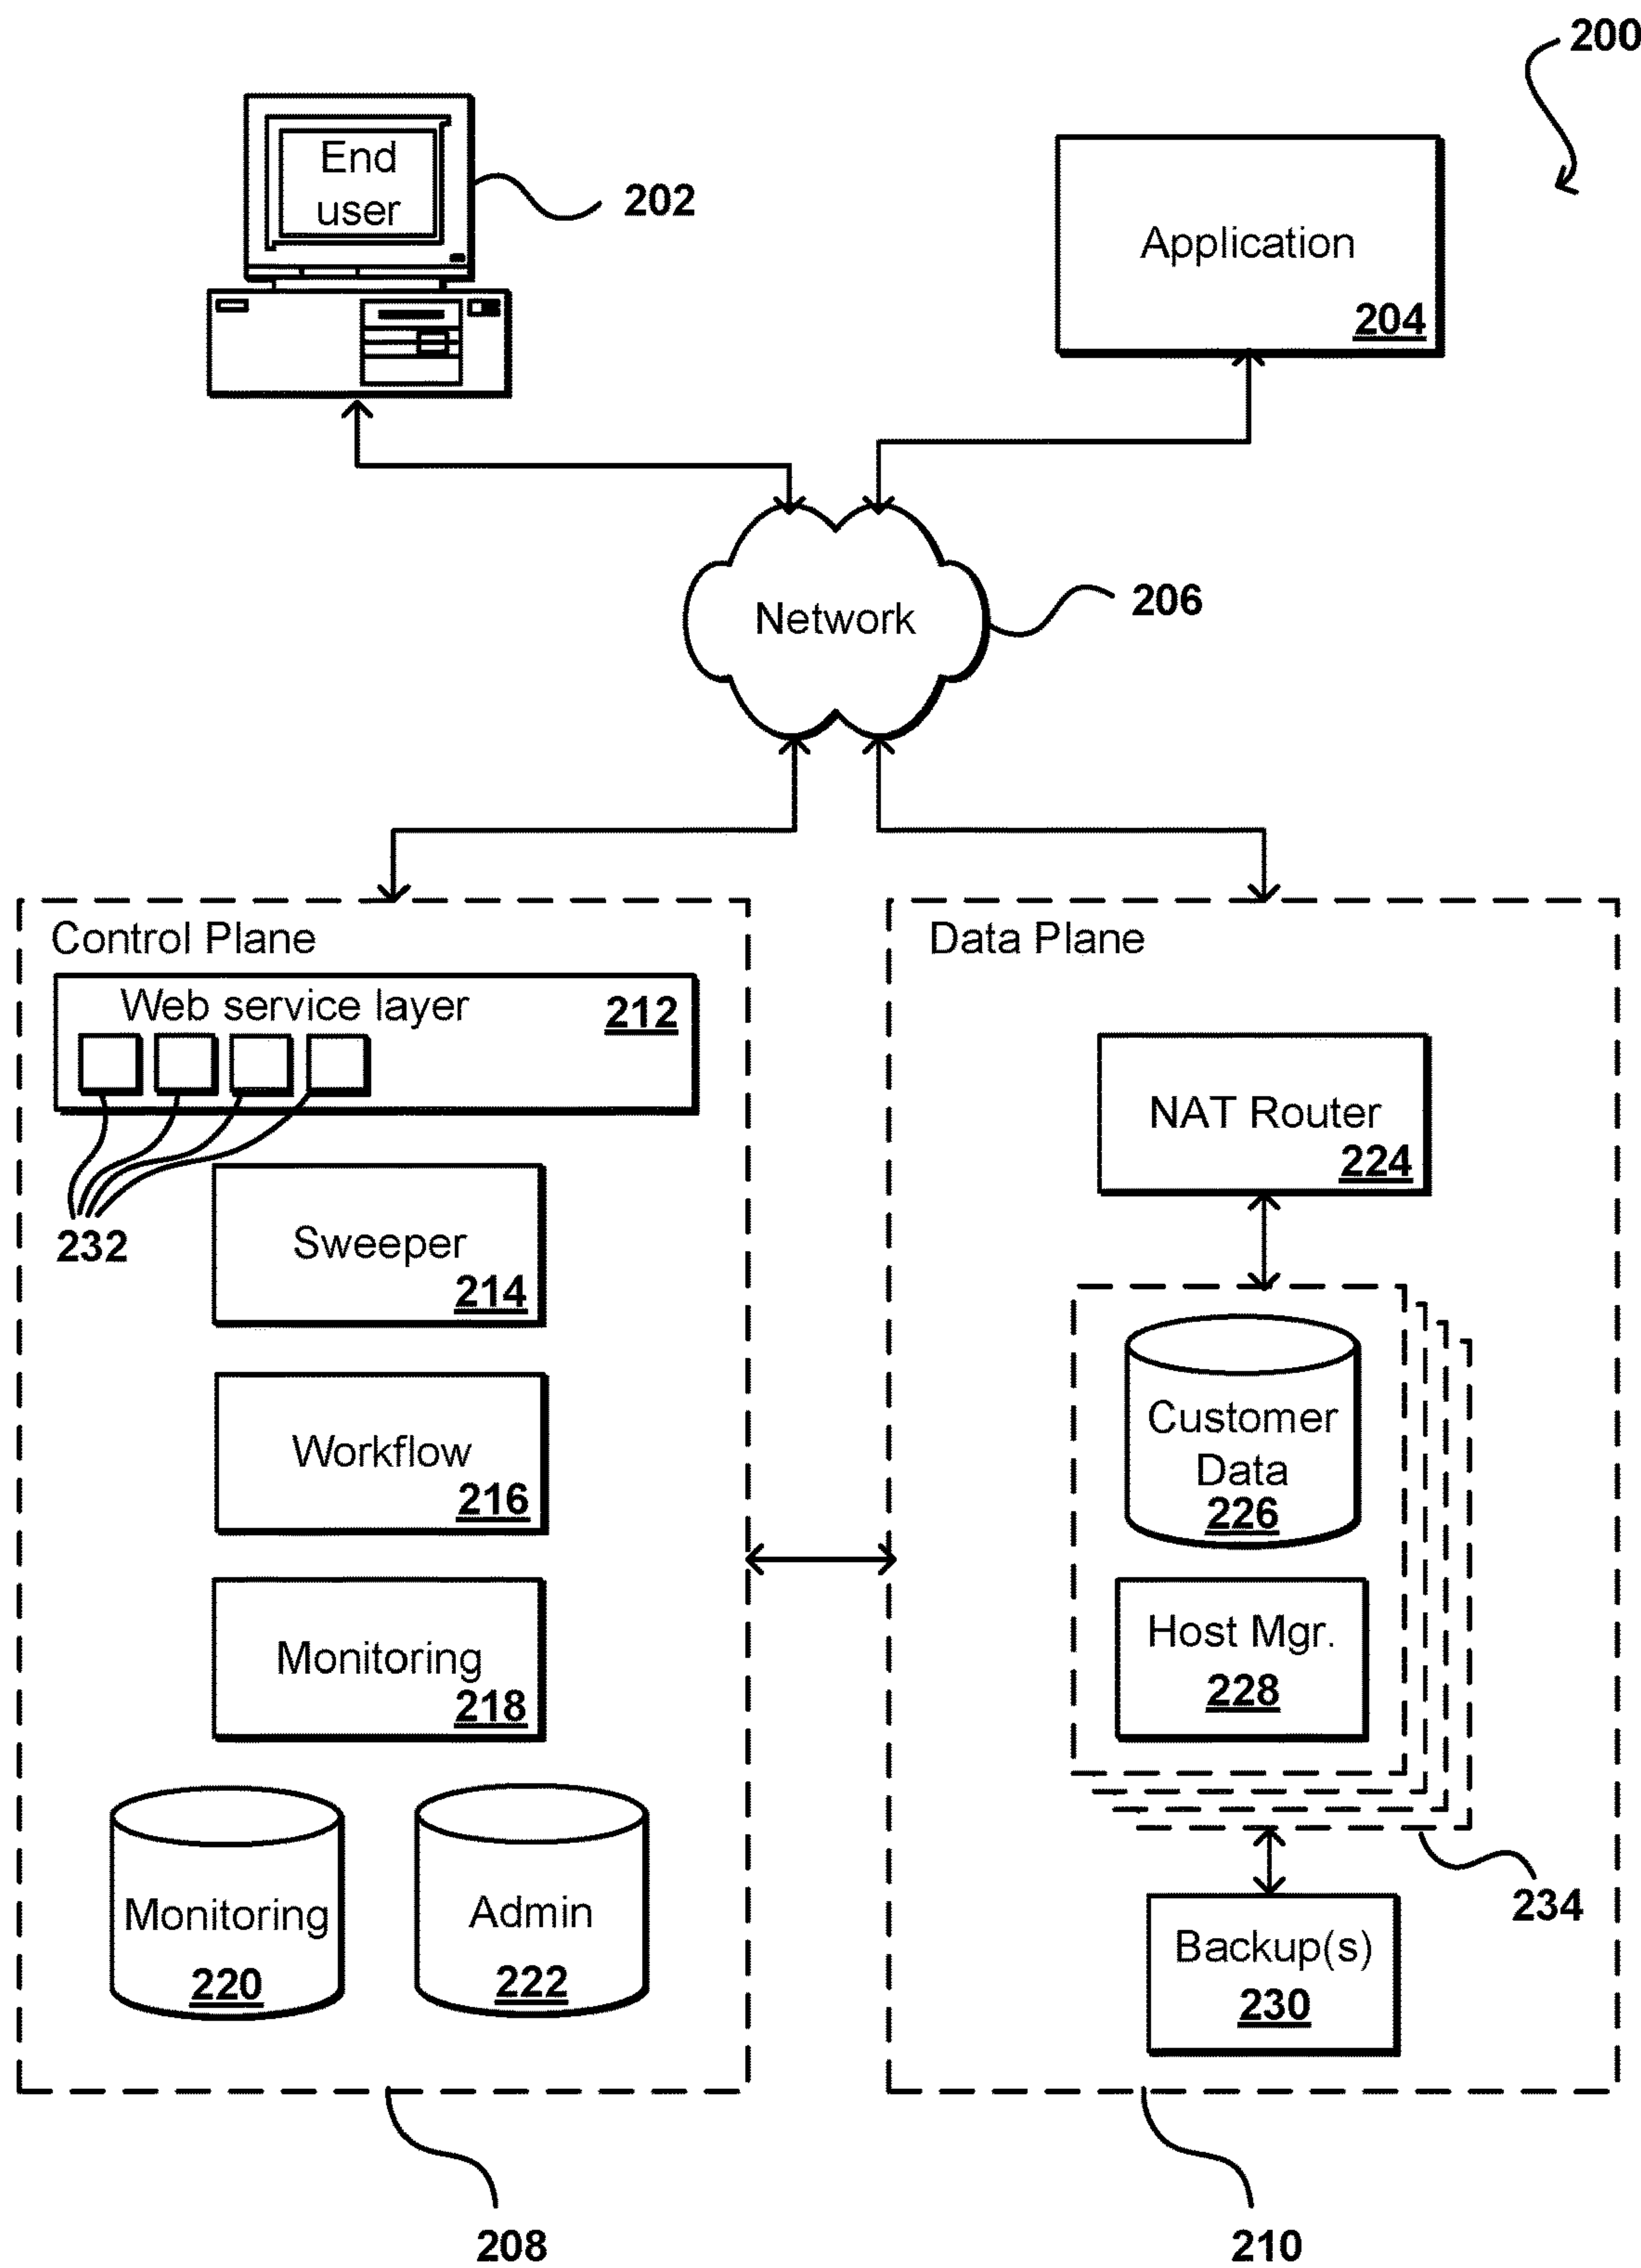 200
End
user
202
Application
204
Network
206
Control Plane
Web service layer
212
232
Sweeper
214
Workflow
216
Monitoring
218
Monitoring
220
Admin
222
208
Data Plane
NAT Router
224
Customer
Data
226
Host Mgr.
228
234
Backup(s)
230
210